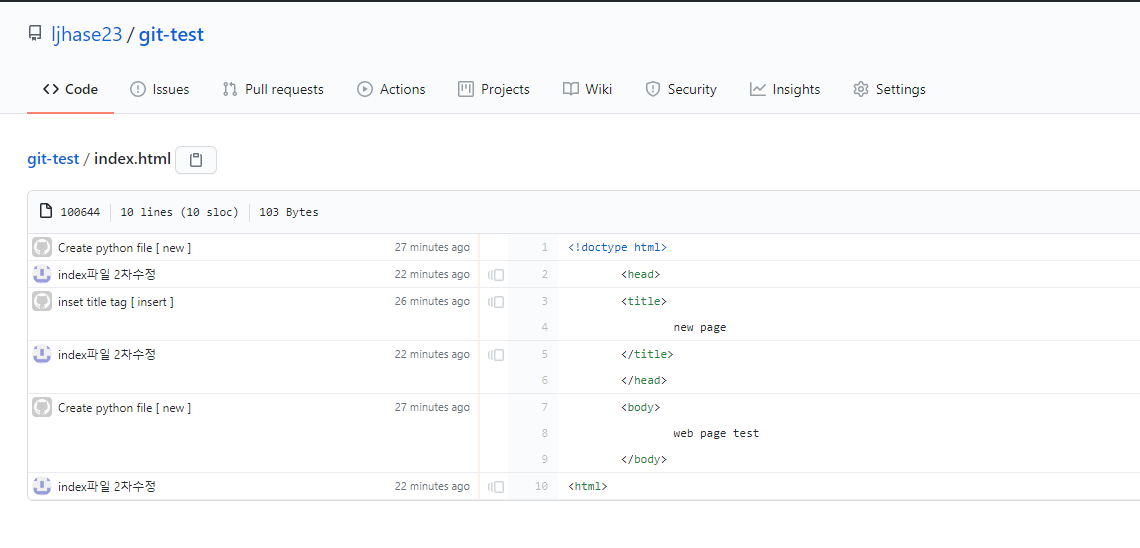 ljhase23 / git-test
Code Issues Pull requests Actions Projects Wiki Security Insights Settings
git-test / index.html
100644 10 lines (10 sloc) 103 Bytes
Create python file [ new ] 27 minutes ago 1 <!doctype html>
index파일 2차수정 22 minutes ago 2 <head>
inset title tag [ insert ] 26 minutes ago 3 <title>
4 new page
index파일 2차수정 22 minutes ago 5 </title>
6 </head>
Create python file [ new ] 27 minutes ago 7 <body>
8 web page test
9 </body>
index파일 2차수정 22 minutes ago 10 <html>